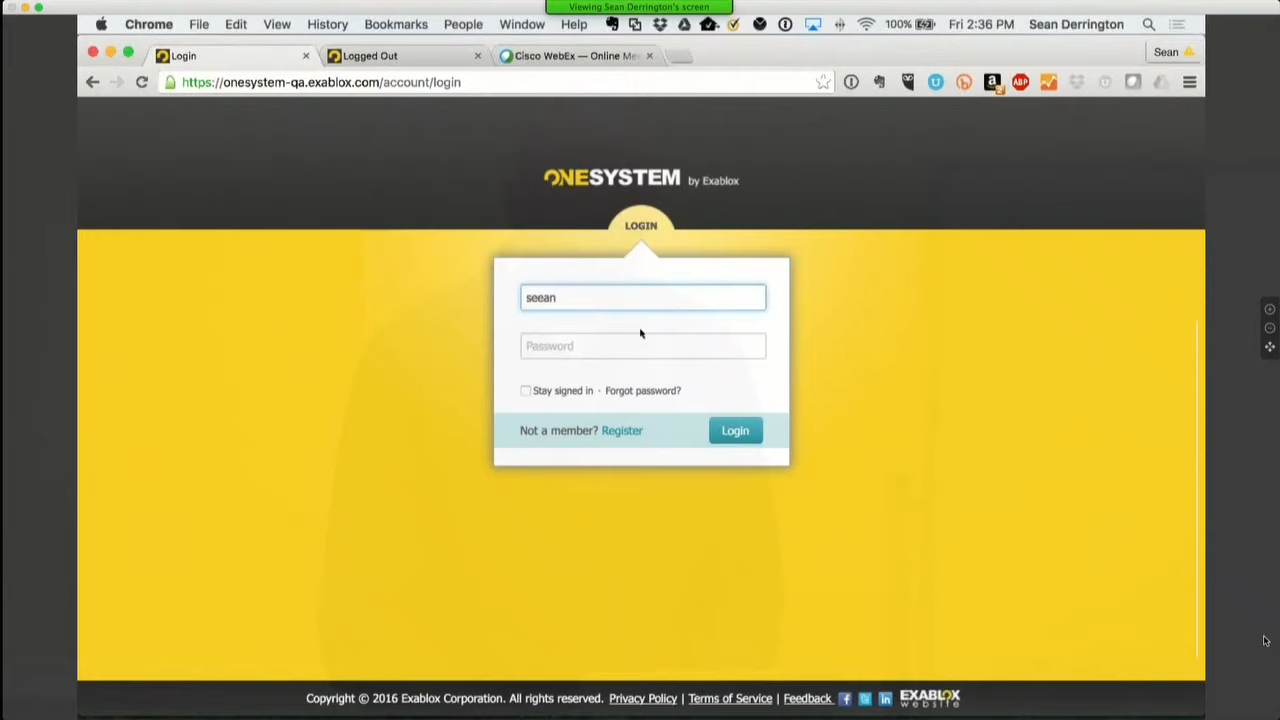 Viewing Sean Derrington's screen
Chrome File Edit View History Bookmarks People Window Help 100% Fri 2:36 PM Sean Derrington
Login Logged Out Cisco WebEx — Online Me Sean
https://onesystem-qa.exablox.com/account/login
ABP
ONESYSTEM by Exablox
LOGIN
seean
Password
Stay signed in · Forgot password?
Not a member? Register Login
Copyright © 2016 Exablox Corporation. All rights reserved. Privacy Policy | Terms of Service | Feedback EXABLOX
website